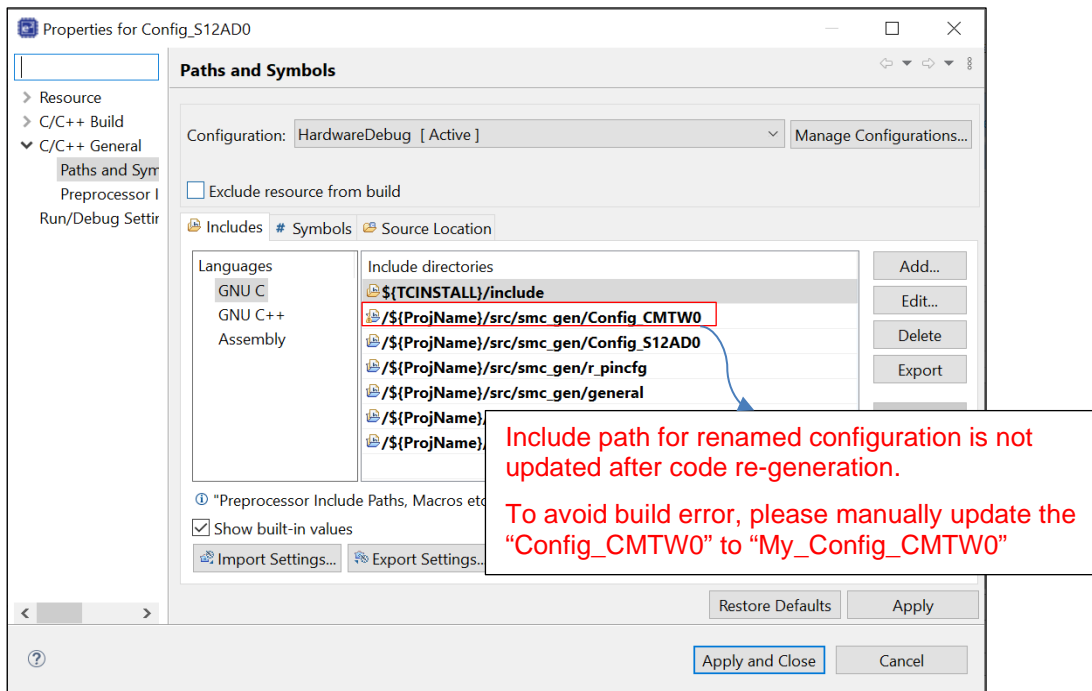 Properties for Config_S12AD0
Paths and Symbols
Resource
C/C++ Build
C/C++ General
Paths and Sym
Preprocessor I
Run/Debug Settir
Configuration: HardwareDebug [ Active ]
Manage Configurations...
Exclude resource from build
Includes # Symbols Source Location
Languages
GNU C
GNU C++
Assembly
Include directories
${TCINSTALL}/include
/${ProjName}/src/smc_gen/Config_CMTW0
/${ProjName}/src/smc_gen/Config_S12AD0
/${ProjName}/src/smc_gen/r_pincfg
/${ProjName}/src/smc_gen/general
/${ProjName},
/${ProjName},
Add...
Edit...
Delete
Export
Include path for renamed configuration is not
updated after code re-generation.
To avoid build error, please manually update the
“Config_CMTW0” to “My_Config_CMTW0”
"Preprocessor Include Paths, Macros etc
Show built-in values
Import Settings... Export Settings...
Restore Defaults Apply
Apply and Close Cancel